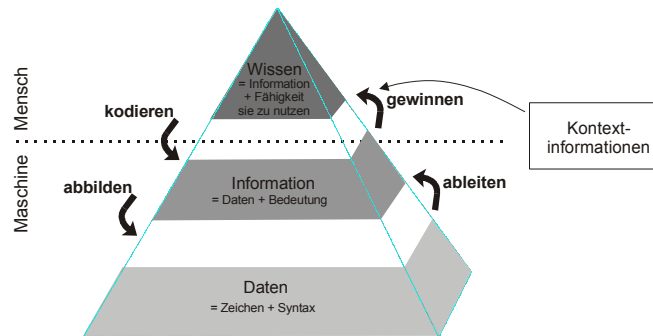 Wissen
= Information
+ Fähigkeit
sie zu nutzen
Mensch
kodieren
gewinnen
Kontext-
informationen
Maschine
abbilden
Information
= Daten + Bedeutung
ableiten
Daten
= Zeichen + Syntax